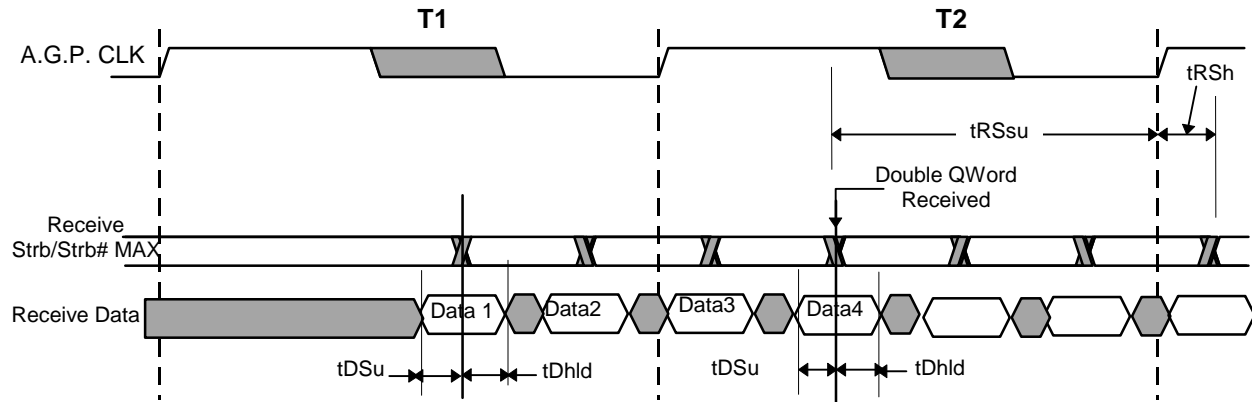 T1
T2
A.G.P. CLK
tRSh
tRSsu
Double QWord
Received
Receive
Strb/Strb# MAX
Receive Data
Data 1
Data2
Data3
Data4
tDSu
tDhld
tDSu
tDhld